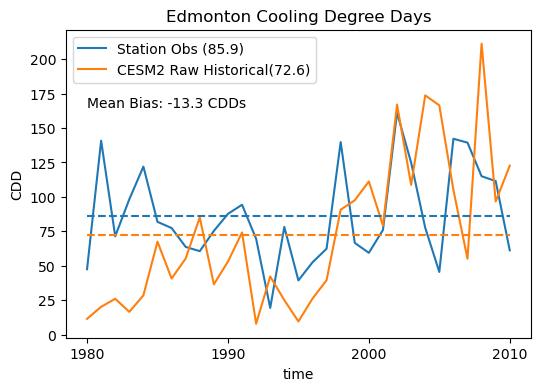 Edmonton Cooling Degree Days
Station Obs (85.9)
CESM2 Raw Historical(72.6)
Mean Bias: -13.3 CDDs
CDD
200
175
150
125
100
75
50
25
0
1980
1990
2000
2010
time